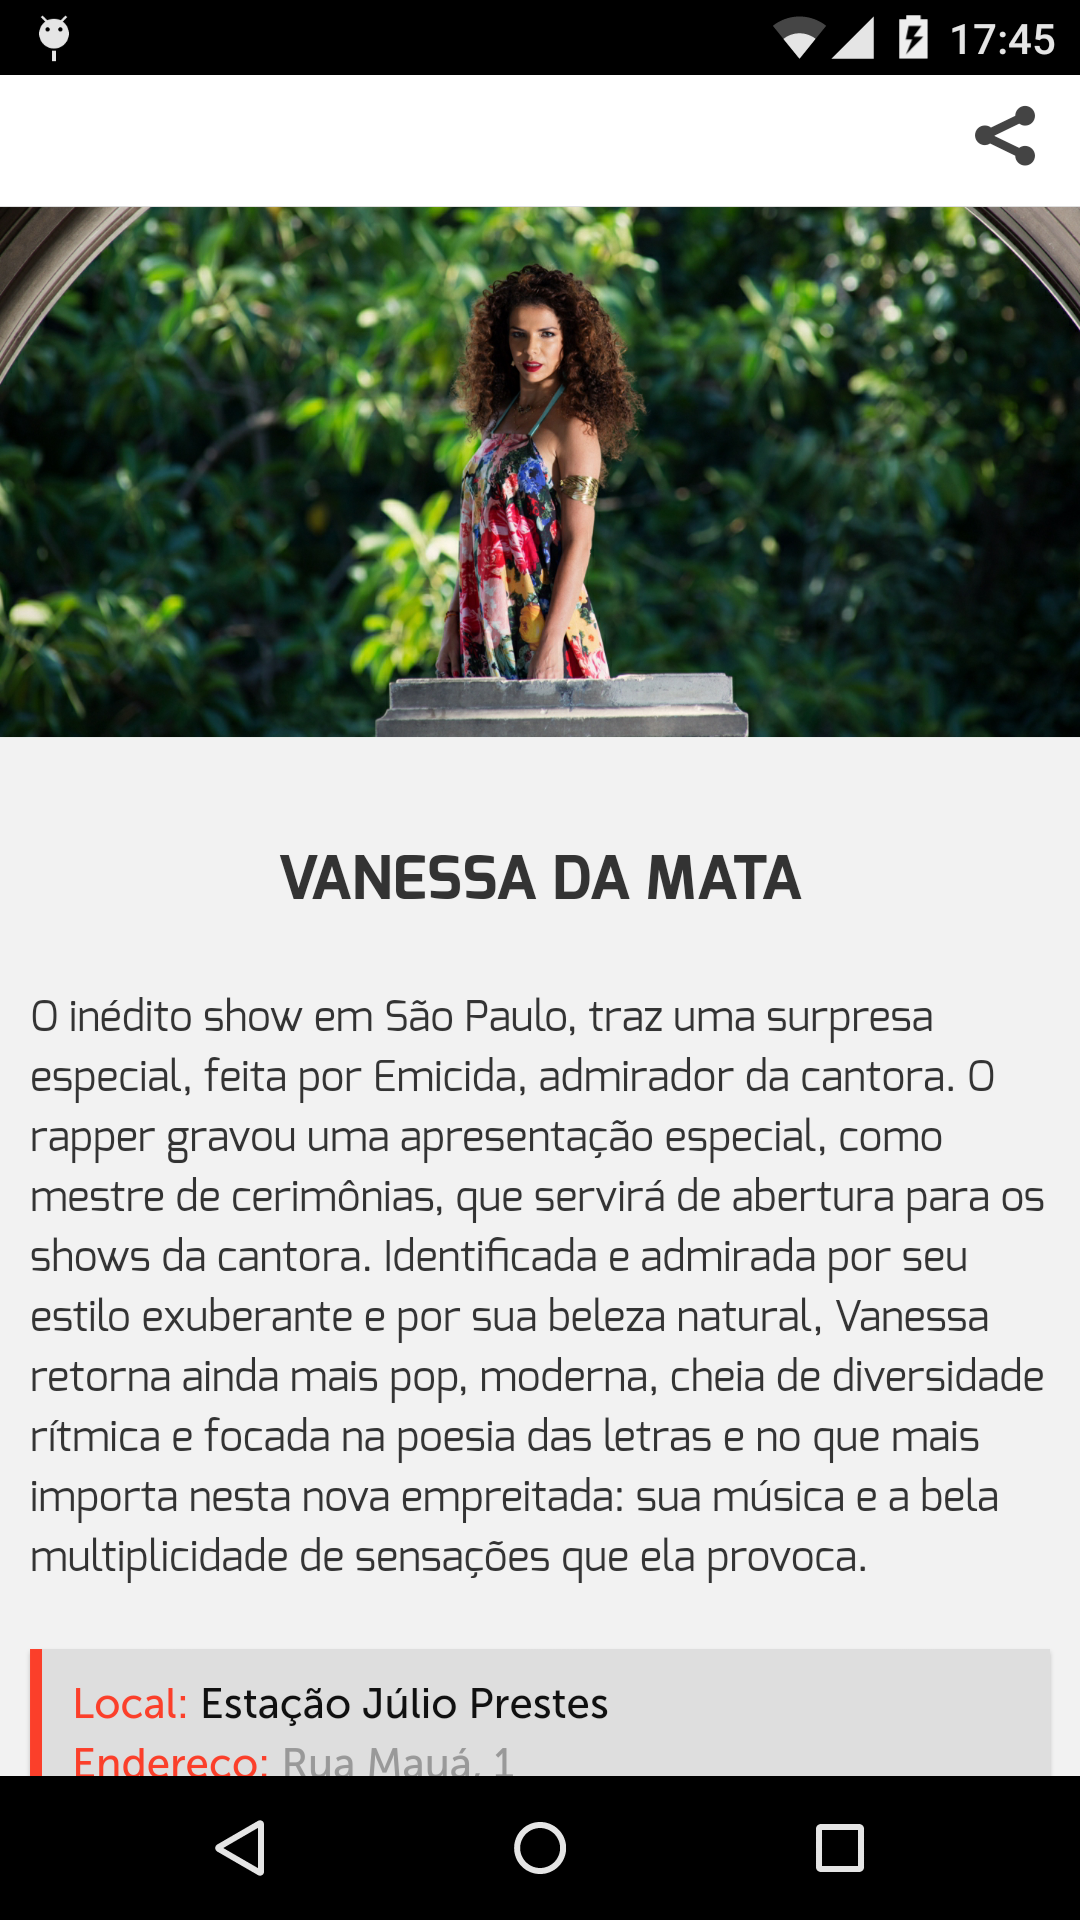 17:45
VANESSA DA MATA
O inédito show em São Paulo, traz uma surpresa
especial, feita por Emicida, admirador da cantora. O
rapper gravou uma apresentação especial, como
mestre de cerimônias, que servirá de abertura para os
shows da cantora. Identificada e admirada por seu
estilo exuberante e por sua beleza natural, Vanessa
retorna ainda mais pop, moderna, cheia de diversidade
rítmica e focada na poesia das letras e no que mais
importa nesta nova empreitada: sua música e a bela
multiplicidade de sensações que ela provoca.
Local: Estação Júlio Prestes
Endereço: Rua Mauá, 1